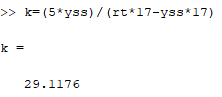 >> k=(5*yss)/(rt*17-yss*17)
k =
29.1176